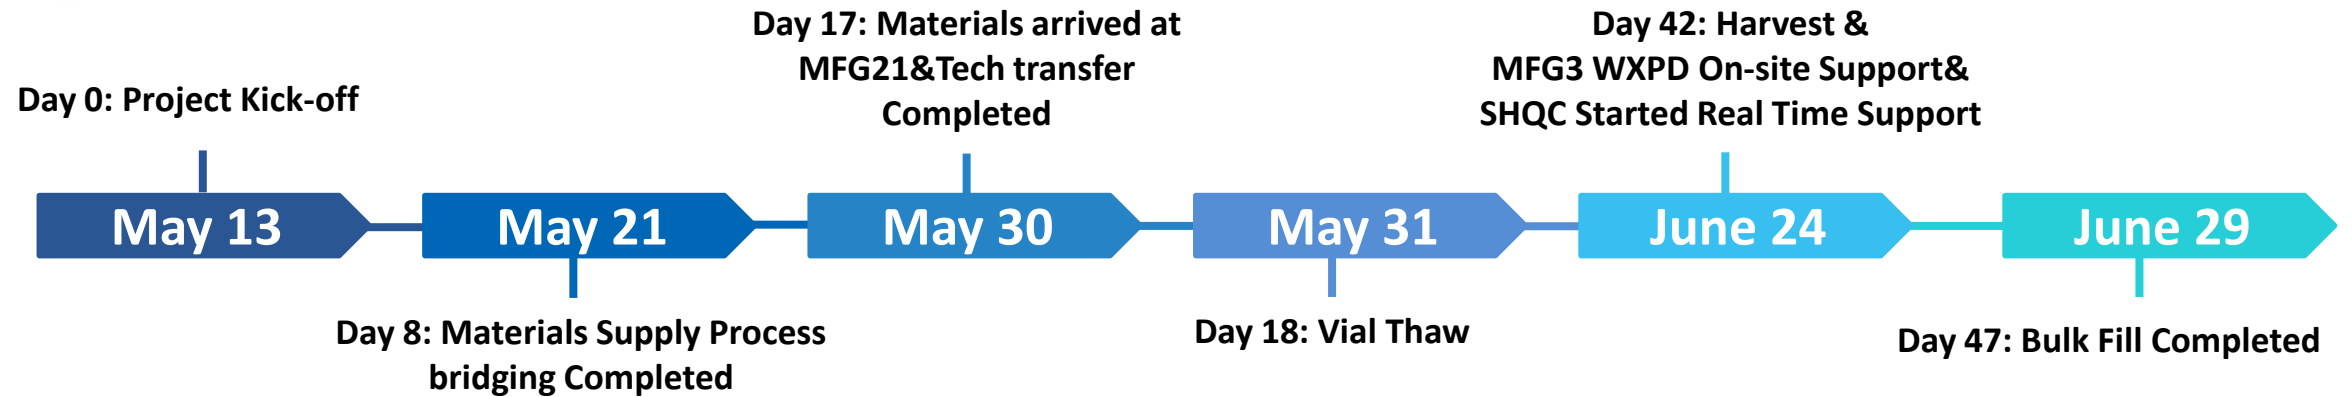 Day 0: Project Kick-off
Day 17: Materials arrived at
MFG21&Tech transfer
Completed
Day 42: Harvest &
MFG3 WXPD On-site Support&
SHQC Started Real Time Support
May 13
May 21
May 30
May 31
June 24
June 29
Day 8: Materials Supply Process
bridging Completed
Day 18: Vial Thaw
Day 47: Bulk Fill Completed